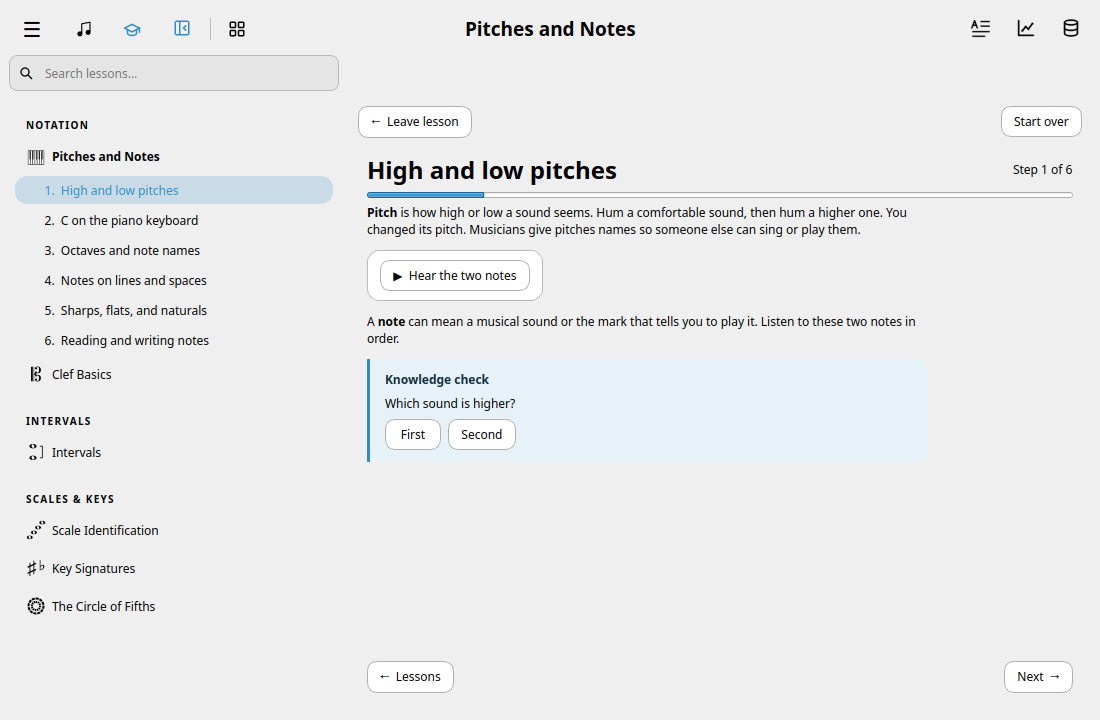 Pitches and Notes
Search lessons...
NOTATION
Pitches and Notes
1. High and low pitches
2. C on the piano keyboard
3. Octaves and note names
4. Notes on lines and spaces
5. Sharps, flats, and naturals
6. Reading and writing notes
Clef Basics
INTERVALS
Intervals
SCALES & KEYS
Scale Identification
Key Signatures
The Circle of Fifths
← Leave lesson
Start over
High and low pitches
Step 1 of 6
Pitch is how high or low a sound seems. Hum a comfortable sound, then hum a higher one. You
changed its pitch. Musicians give pitches names so someone else can sing or play them.
▶ Hear the two notes
A note can mean a musical sound or the mark that tells you to play it. Listen to these two notes in
order.
Knowledge check
Which sound is higher?
First
Second
← Lessons
Next →